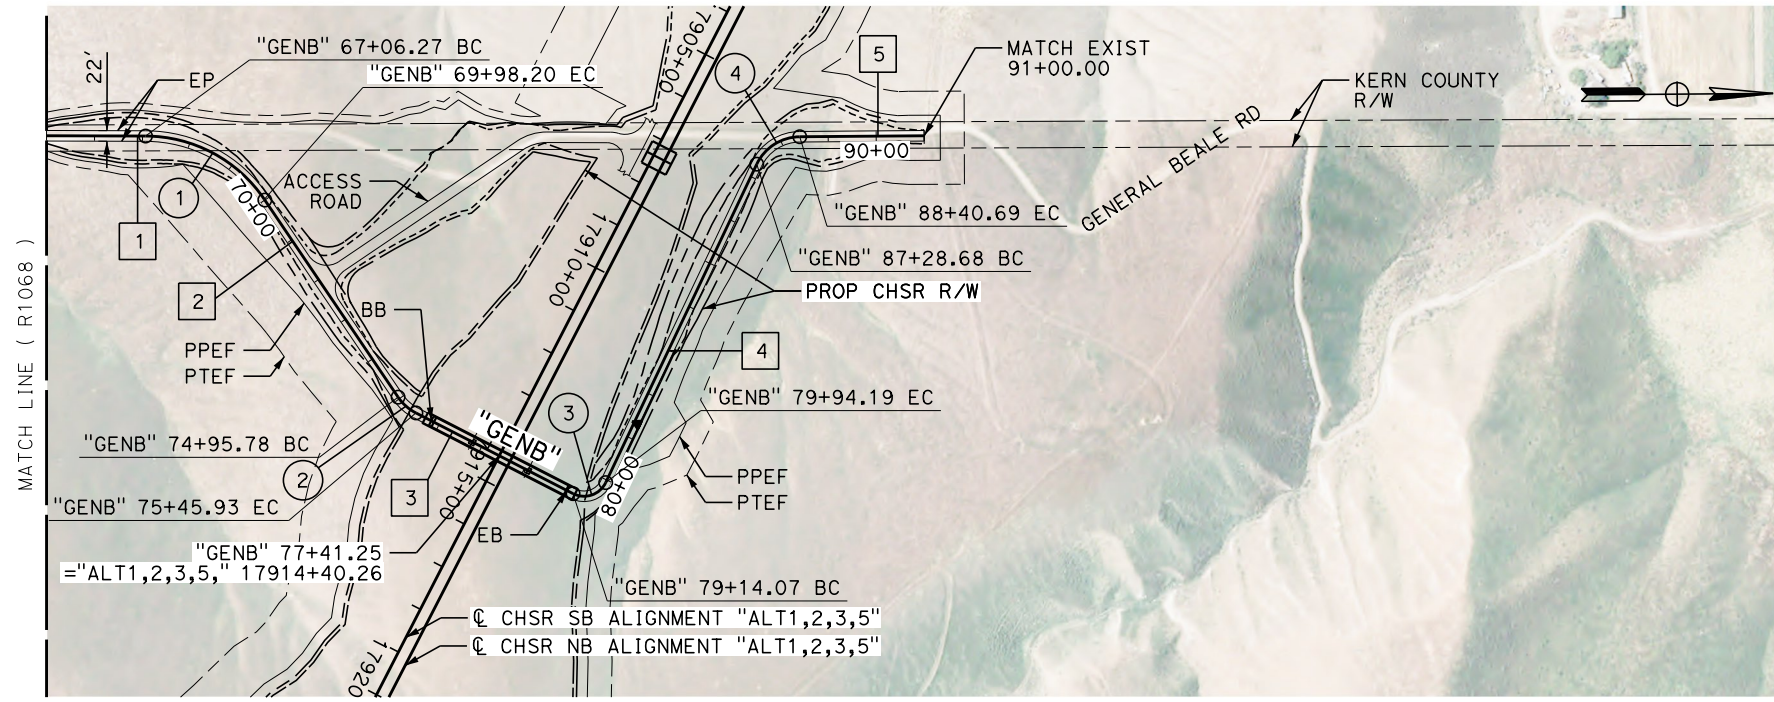 "GENB" 67+06.27 BC
"GENB" 69+98.20 EC
22'
EP
17905+00
4
5
MATCH EXIST
91+00.00
KERN COUNTY
R/W
90+00
GENERAL BEALE RD
ACCESS
ROAD
1
70+00
1
"GENB" 88+40.69 EC
"GENB" 87+28.68 BC
PROP CHSR R/W
17910+00
2
BB
PPEF
PTEF
4
MATCH LINE ( R1068 )
"GENB" 79+94.19 EC
3
"GENB"
"GENB" 74+95.78 BC
2
3
"GENB" 75+45.93 EC
7915+00
80+00
PPEF
PTEF
EB
"GENB" 77+41.25
="ALT1,2,3,5," 17914+40.26
"GENB" 79+14.07 BC
℄ CHSR SB ALIGNMENT "ALT1,2,3,5"
℄ CHSR NB ALIGNMENT "ALT1,2,3,5"
17920